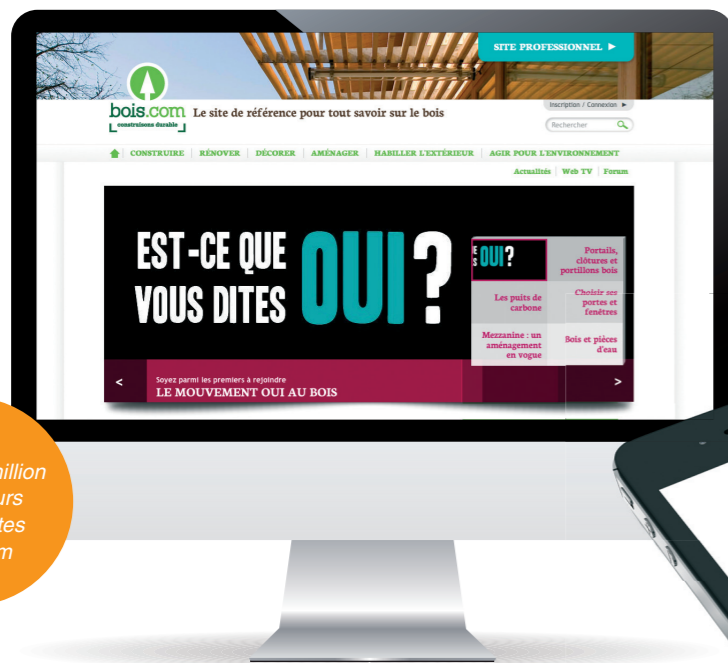 SITE PROFESSIONNEL ►
bois.com
construisons durable
Le site de référence pour tout savoir sur le bois
Inscription / Connexion ►
Rechercher
CONSTRUIRE | RÉNOVER | DÉCORER | AMÉNAGER | HABILLER L'EXTÉRIEUR | AGIR POUR L'ENVIRONNEMENT
Actualités | Web TV | Forum
EST-CE QUE
VOUS DITES
OUI?
E
S OUI?
Portails,
clôtures et
portillons bois
Les puits de
carbone
Choisir ses
portes et
fenêtres
Mezzanine : un
aménagement
en vogue
Bois et pièces
d'eau
<
Soyez parmi les premiers à rejoindre
LE MOUVEMENT OUI AU BOIS
>